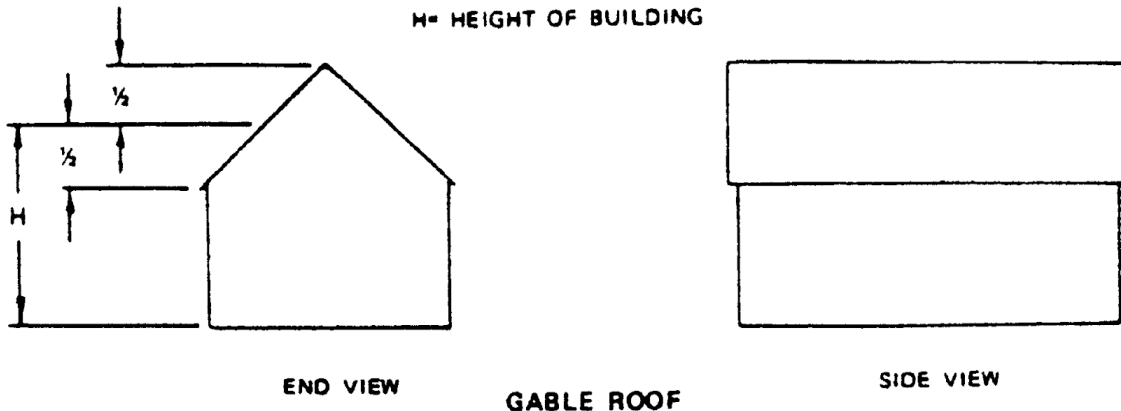 H= HEIGHT OF BUILDING
½
½
H
END VIEW
SIDE VIEW
GABLE ROOF